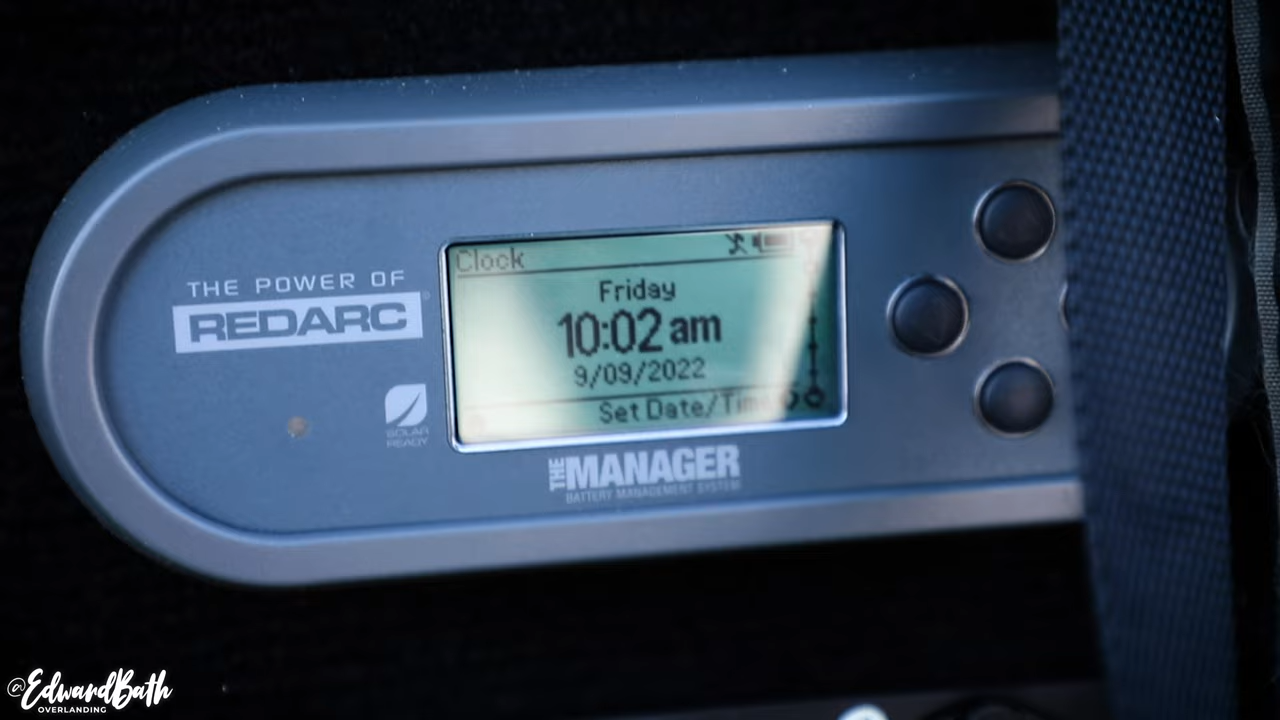 THE POWER OF
REDARC®
SOLAR
READY
Clock
Friday
10:02 am
9/09/2022
Set Date/Time
THE MANAGER
BATTERY MANAGEMENT SYSTEM
@EdwardBath
OVERLANDING